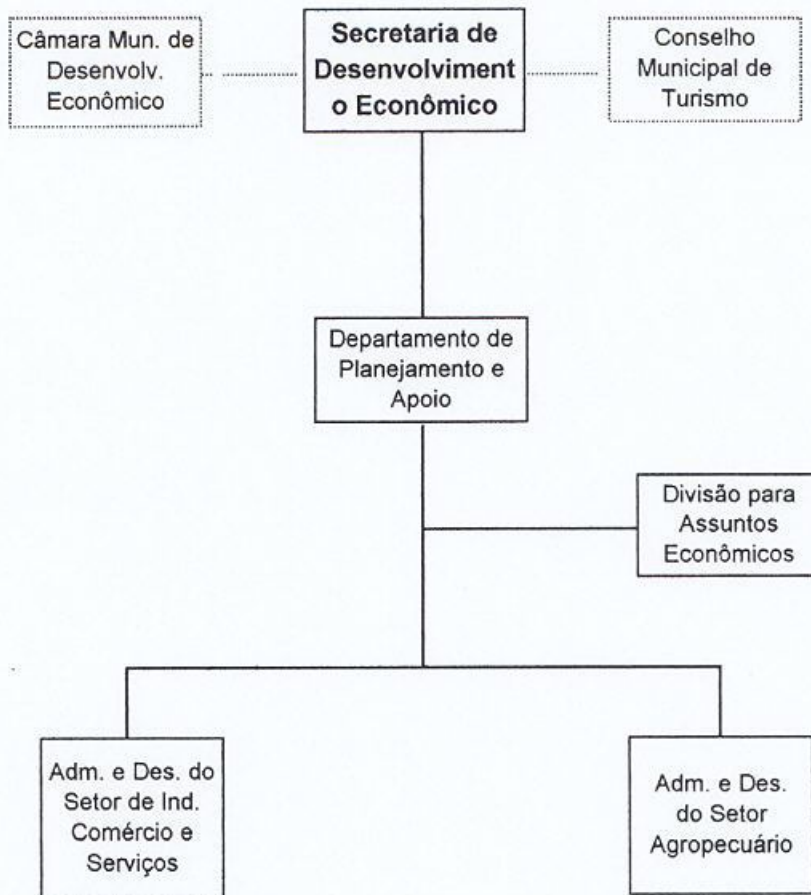 Câmara Mun. de
Desenvolv.
Econômico
Secretaria de
Desenvolviment
o Econômico
Conselho
Municipal de
Turismo
Departamento de
Planejamento e
Apoio
Divisão para
Assuntos
Econômicos
Adm. e Des. do
Setor de Ind.
Comércio e
Serviços
Adm. e Des.
do Setor
Agropecuário